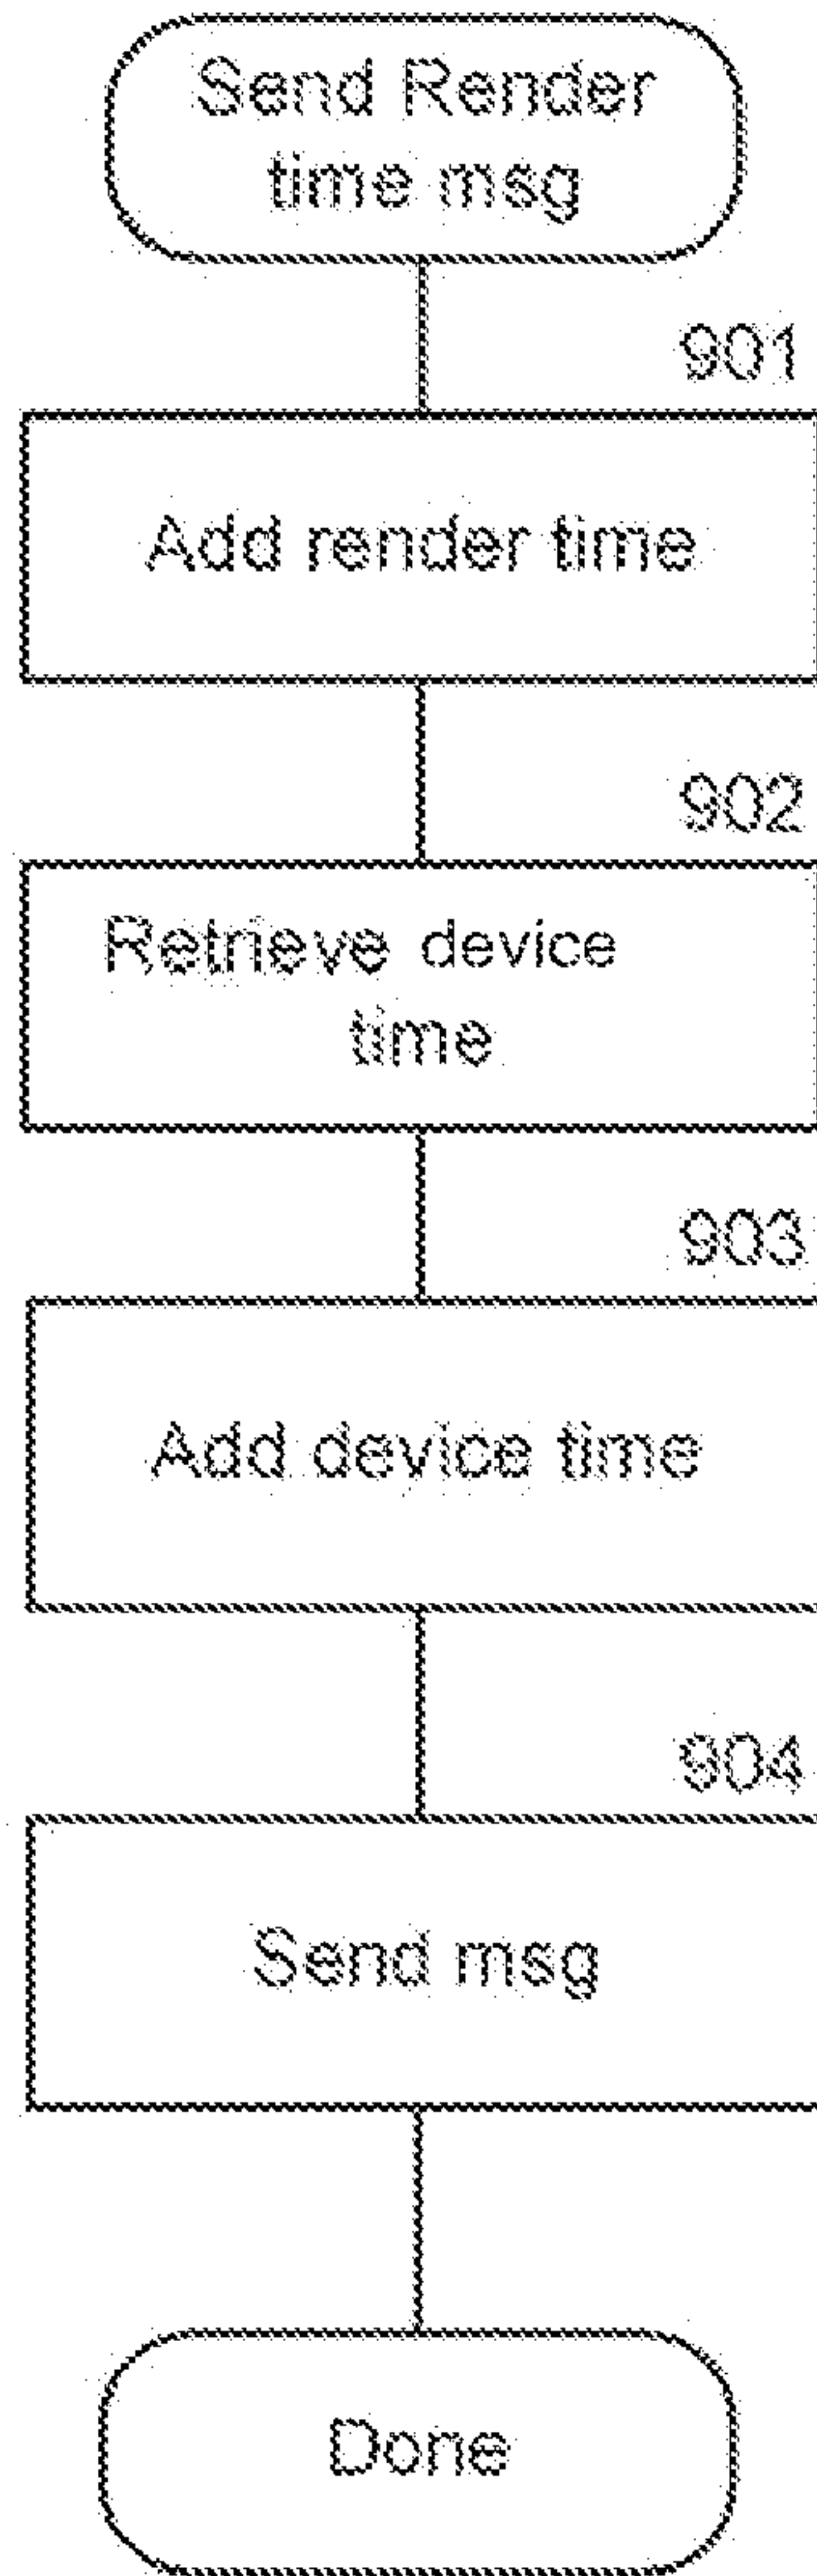 Send Render
time msg
901
Add render time
902
Retrieve device
time
903
Add device time
904
Send msg
Done